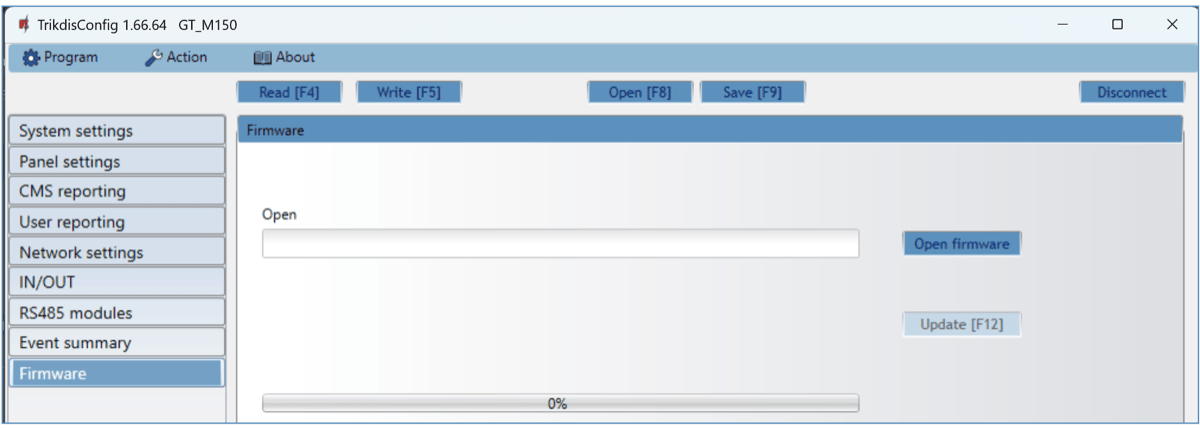 TrikdisConfig 1.66.64 GT_M150
Program Action About
Read [F4] Write [F5] Open [F8] Save [F9] Disconnect
System settings
Panel settings
CMS reporting
User reporting
Network settings
IN/OUT
RS485 modules
Event summary
Firmware
Firmware
Open
Open firmware
Update [F12]
0%